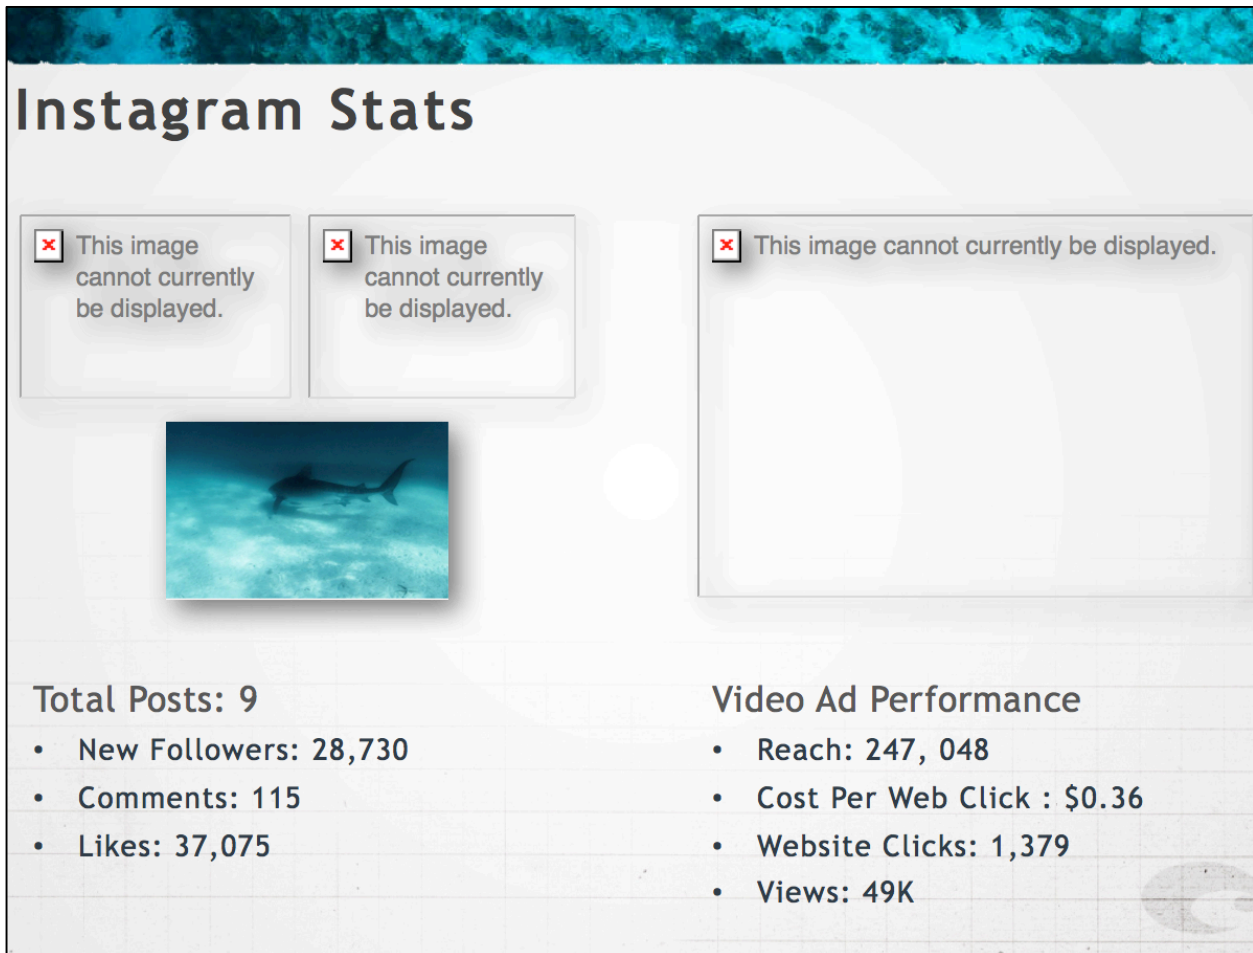 Instagram Stats
This image
cannot currently
be displayed.
This image
cannot currently
be displayed.
This image cannot currently be displayed.
Total Posts: 9
• New Followers: 28,730
• Comments: 115
• Likes: 37,075
Video Ad Performance
• Reach: 247, 048
• Cost Per Web Click : $0.36
• Website Clicks: 1,379
• Views: 49K